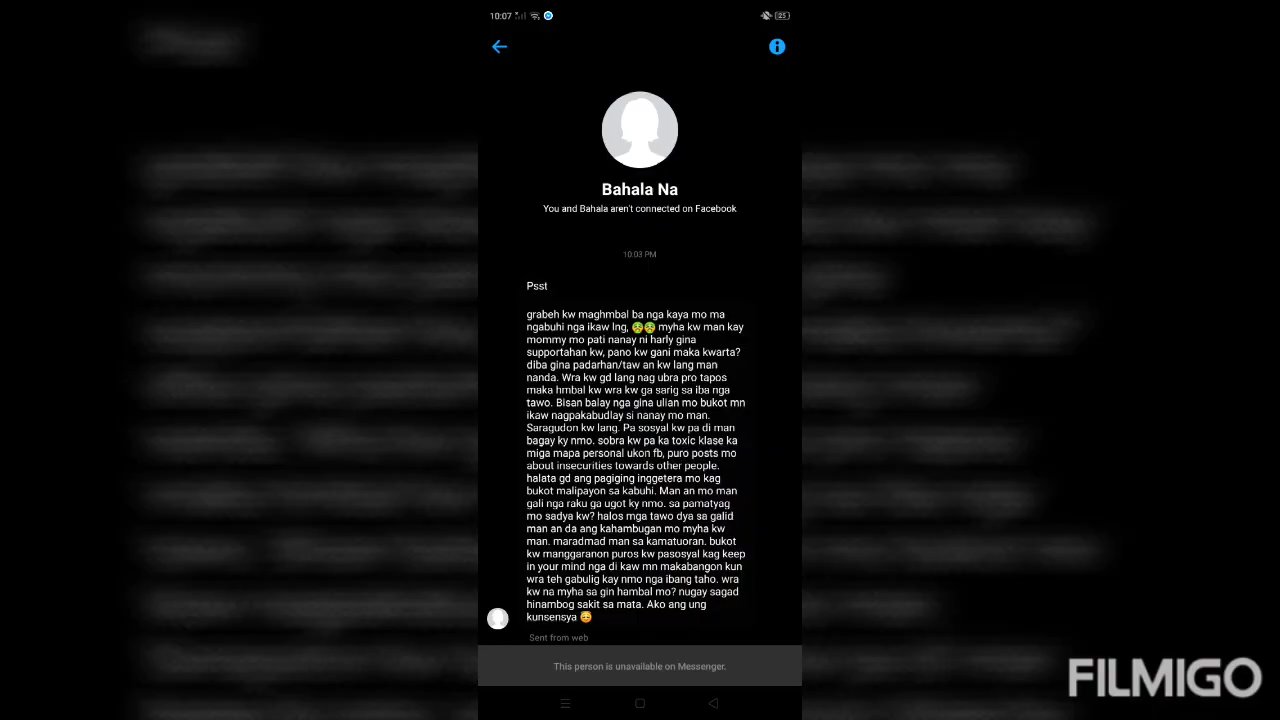 10:07
25
Bahala Na
You and Bahala aren't connected on Facebook
10:03 PM
Psst
grabeh kw maghmbal ba nga kaya mo ma
ngabuhi nga ikaw lng, 🤢🤢 myha kw man kay
mommy mo pati nanay ni harly gina
supportahan kw, pano kw gani maka kwarta?
diba gina padarhan/taw an kw lang man
nanda. Wra kw gd lang nag ubra pro tapos
maka hmbal kw wra kw ga sarig sa iba nga
tawo. Bisan balay nga gina ulian mo bukot mn
ikaw nagpakabudlay si nanay mo man.
Saragudon kw lang. Pa sosyal kw pa di man
bagay ky nmo. sobra kw pa ka toxic klase ka
miga mapa personal ukon fb, puro posts mo
about insecurities towards other people.
halata gd ang pagiging inggetera mo kag
bukot malipayon sa kabuhi. Man an mo man
gali nga raku ga ugot ky nmo. sa pamatyag
mo sadya kw? halos mga tawo dya sa galid
man an da ang kahambugan mo myha kw
man. maradmad man sa kamatuoran. bukot
kw manggaranon puros kw pasosyal kag keep
in your mind nga di kaw mn makabangon kun
wra teh gabulig kay nmo nga ibang taho. wra
kw na myha sa gin hambal mo? nugay sagad
hinambog sakit sa mata. Ako ang ung
kunsensya 😇
Sent from web
This person is unavailable on Messenger.
FILMIGO